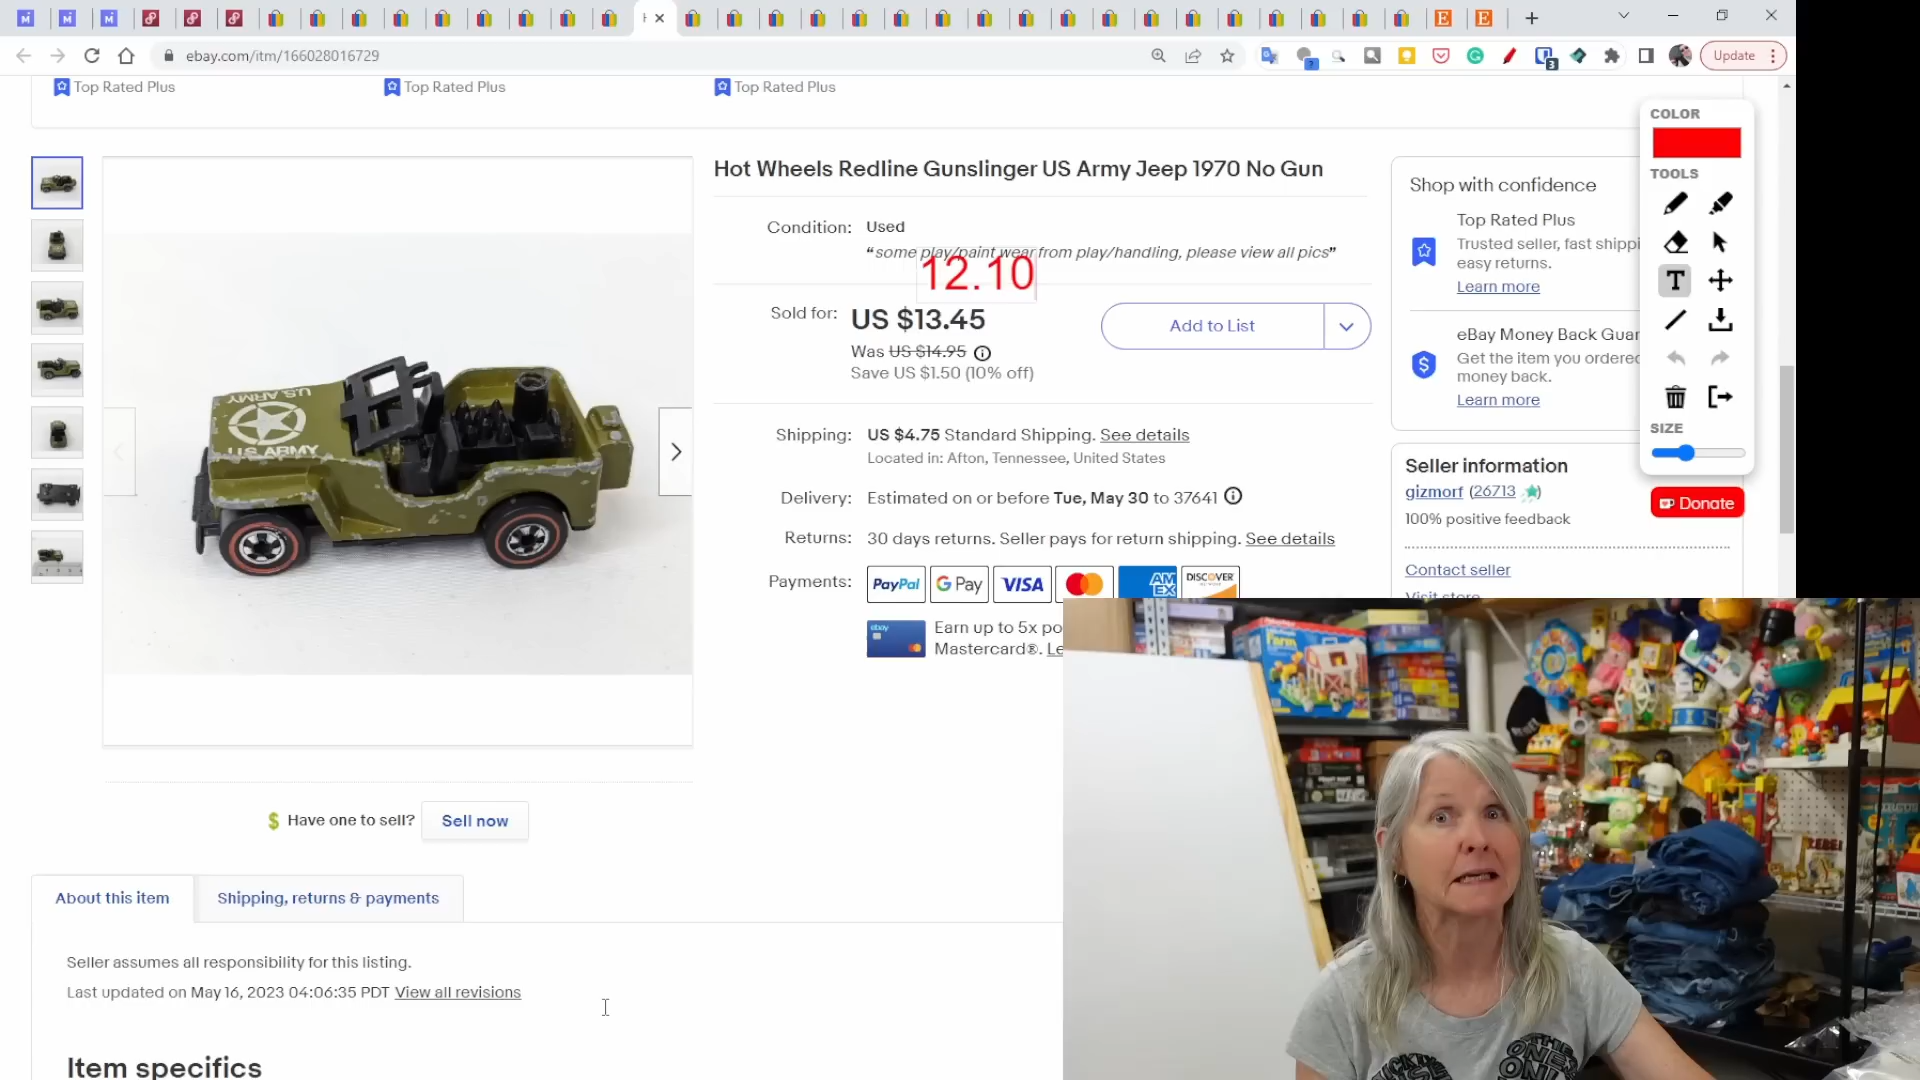 ebay.com/itm/166028016729
Update
Top Rated Plus
Top Rated Plus
Top Rated Plus
Hot Wheels Redline Gunslinger US Army Jeep 1970 No Gun
Condition: Used
“some play/paint wear from play/handling, please view all pics”
12.10
Sold for: US $13.45
Add to List
Was US $14.95
Save US $1.50 (10% off)
Shipping: US $4.75 Standard Shipping. See details
Located in: Afton, Tennessee, United States
Delivery: Estimated on or before Tue, May 30 to 37641
Returns: 30 days returns. Seller pays for return shipping. See details
Payments: PayPal G Pay VISA AM EX DISCOVER
ebay
Earn up to 5x po
Mastercard®. Le
U.S. ARMY
U.S. ARMY
Have one to sell? Sell now
About this item
Shipping, returns & payments
Seller assumes all responsibility for this listing.
Last updated on May 16, 2023 04:06:35 PDT View all revisions
Item specifics
Shop with confidence
Top Rated Plus
Trusted seller, fast shippi
easy returns.
Learn more
eBay Money Back Guar
Get the item you ordered
money back.
Learn more
Seller information
gizmorf (26713)
100% positive feedback
Contact seller
Visit store
COLOR
TOOLS
T
SIZE
Donate
Farm